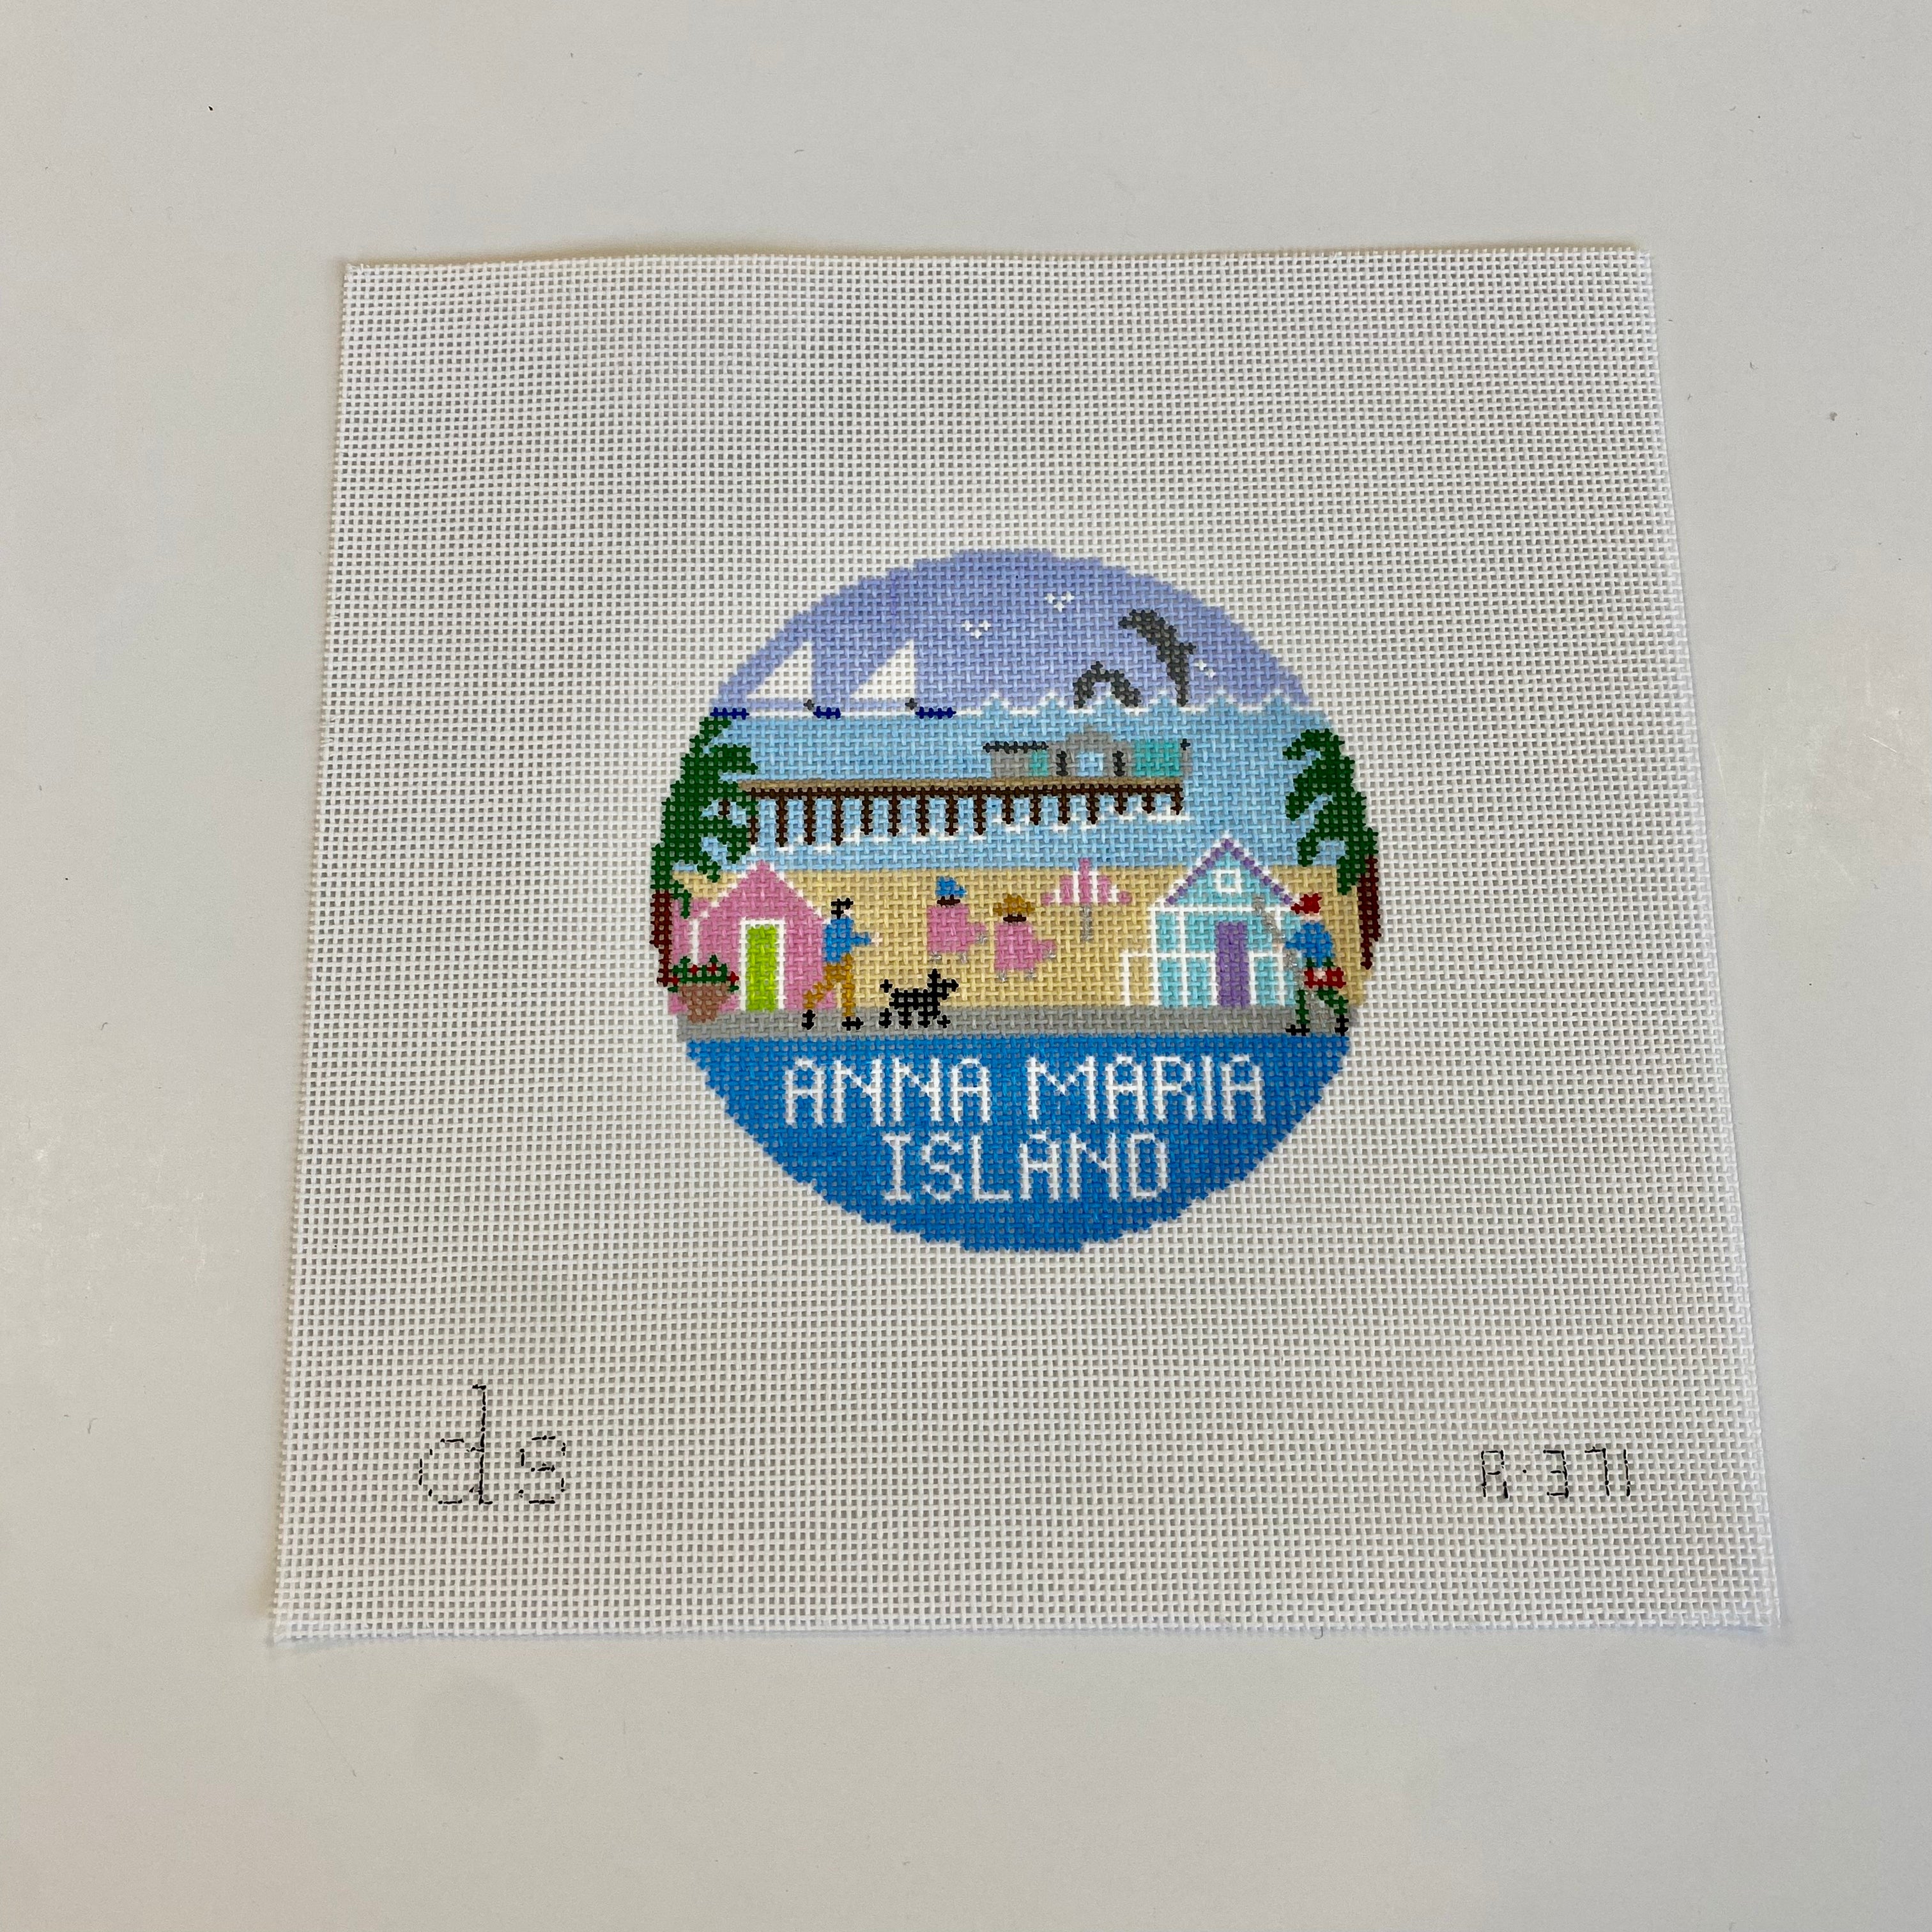 ANNA MARIA
ISLAND
ds
R·371